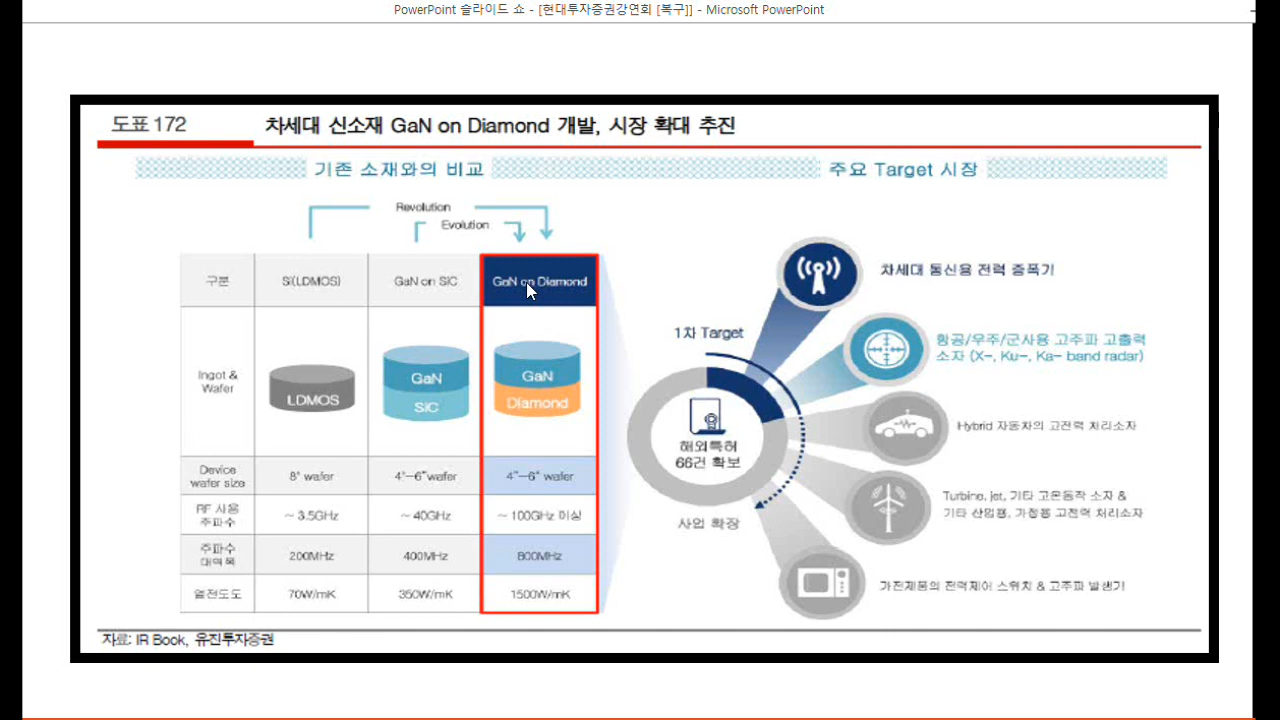 PowerPoint 슬라이드 쇼 - [현대투자증권강연회 [복구]] - Microsoft PowerPoint
도표 172
차세대 신소재 GaN on Diamond 개발, 시장 확대 추진
기존 소재와의 비교
주요 Target 시장
Revolution
Evolution
구분 Si(LDMOS) GaN on SiC GaN on Diamond
Ingot &
Wafer
LDMOS
GaN
SiC
GaN
Diamond
Device
wafer size
8" wafer 4"-6" wafer 4"-6" wafer
RF 사용
주파수
~ 3.5GHz ~ 40GHz ~ 100GHz 이상
주파수
대역폭
200MHz 400MHz 800MHz
열전도도 70W/mK 350W/mK 1500W/mK
1차 Target
해외특허
66건 확보
사업 확장
차세대 통신용 전력 증폭기
항공/우주/군사용 고주파 고출력
소자 (X-, Ku-, Ka- band radar)
Hybrid 자동차의 고전력 처리소자
Turbine, jet, 기타 고온동작 소자 &
기타 산업용, 가정용 고전력 처리소자
가전제품의 전력제어 스위치 & 고주파 발생기
자료: IR Book, 유진투자증권